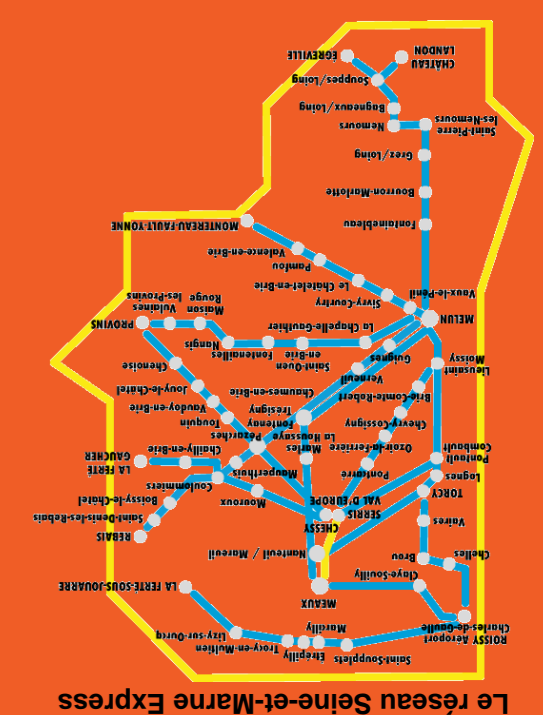 Le réseau Seine-et-Marne Express
Saint-Soupplets
Marcilly
Etrépilly
Trocy-en-Multien
Lizy-sur-Ourcq
LA FERTÉ-SOUS-JOUARRE
ROISSY Aéroport
Charles-de-Gaulle
Claye-Souilly
MEAUX
Nanteuil / Mareuil
Chelles
Brou
Vaires
TORCY
Lognes
Pontault
Combault
CHESSY
SERRIS
VAL D'EUROPE
REBAIS
Saint-Denis-les-Rebais
Boissy-le-Châtel
Coulommiers
Mouroux
LA FERTÉ
GAUCHER
Chailly-en-Brie
Mauperthuis
Pontcarré
Ozoir-la-Ferrière
Chevry-Cossigny
Brie-Comte-Robert
Marles
La Houssaye
Fontenay
Trésigny
Pézarches
Touquin
Vaudoy-en-Brie
Jouy-le-Châtel
Chenoise
Chaumes-en-Brie
Verneuil
Guignes
Lieusaint
Moissy
PROVINS
Vulaines
les-Provins
Maison
Rouge
Nangis
Fontenailles
Saint-Ouen
en-Brie
La Chapelle-Gauthier
MELUN
Vaux-le-Pénil
Sivry-Courtry
Le Châtelet-en-Brie
Pamfou
Valence-en-Brie
MONTEREAU-FAULT-YONNE
Fontainebleau
Bourron-Marlotte
Grez/Loing
Saint-Pierre
les-Nemours
Nemours
Bagneaux/Loing
Souppes/Loing
CHÂTEAU
LANDON
ÉGREVILLE